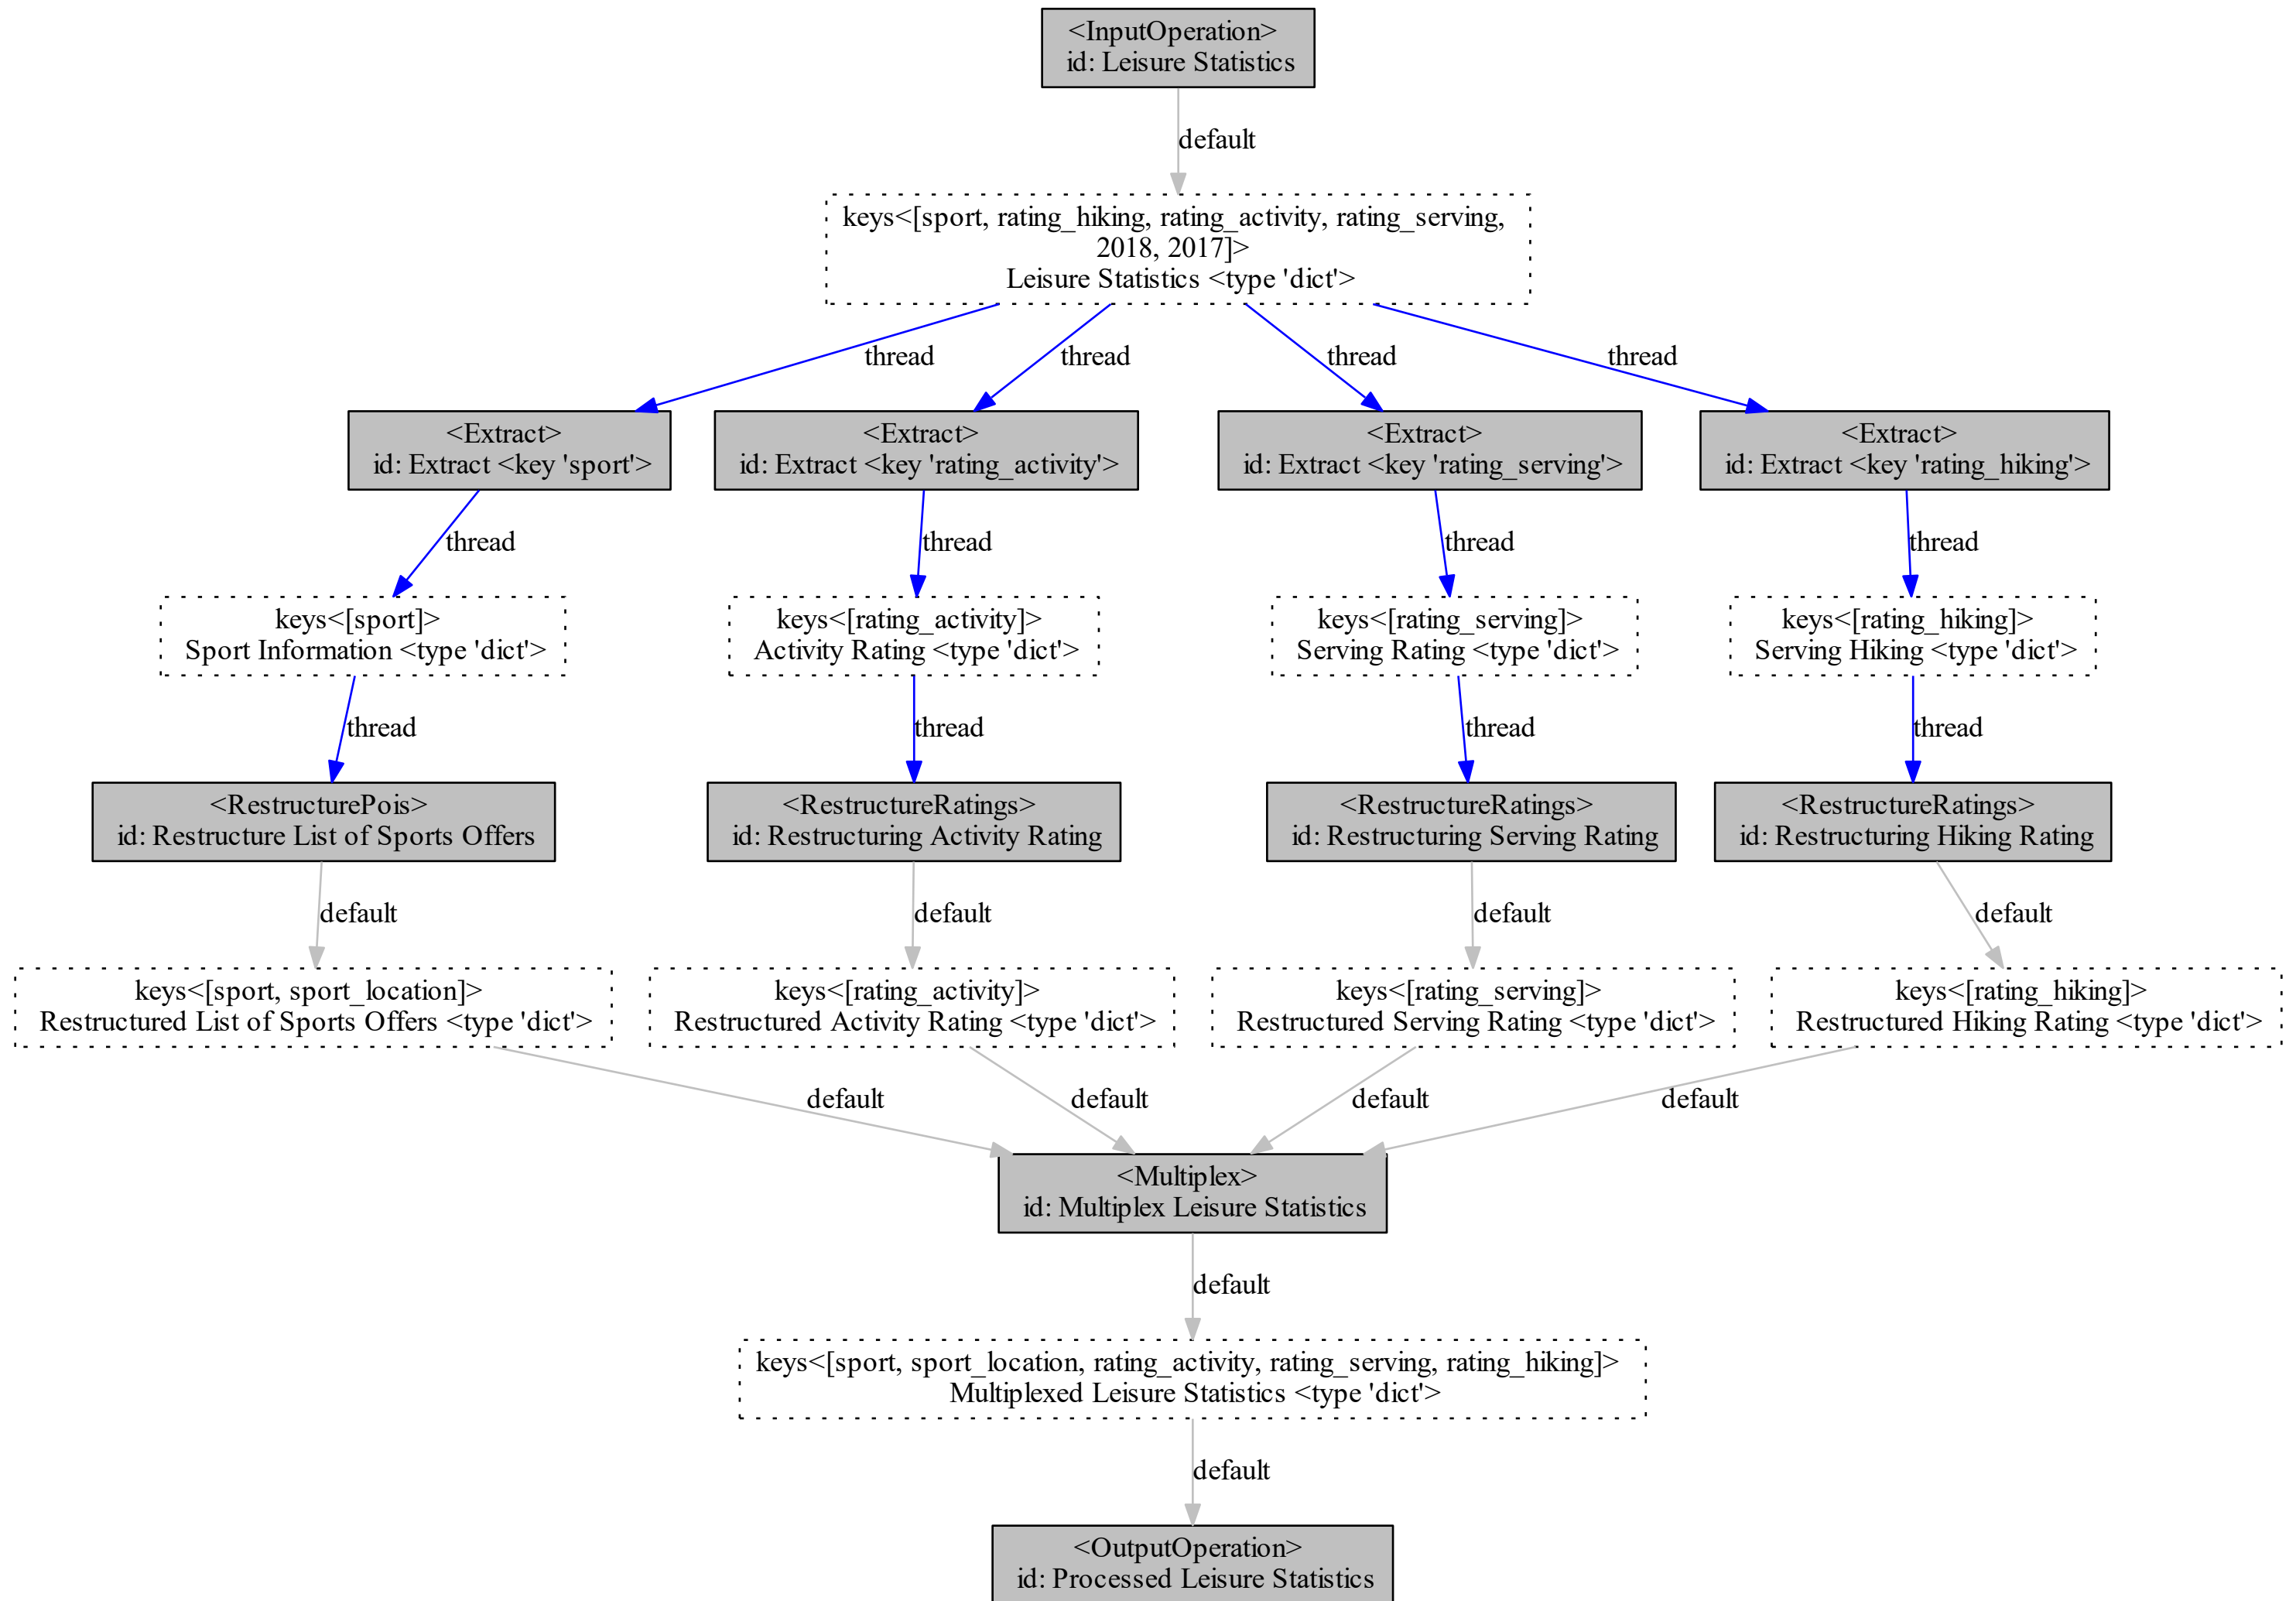 <InputOperation>
id: Leisure Statistics
default
keys<[sport, rating_hiking, rating_activity, rating_serving,
2018, 2017]>
Leisure Statistics <type 'dict'>
thread
thread
thread
thread
<Extract>
id: Extract <key 'sport'>
<Extract>
id: Extract <key 'rating_activity'>
<Extract>
id: Extract <key 'rating_serving'>
<Extract>
id: Extract <key 'rating_hiking'>
thread
thread
thread
thread
keys<[sport]>
Sport Information <type 'dict'>
keys<[rating_activity]>
Activity Rating <type 'dict'>
keys<[rating_serving]>
Serving Rating <type 'dict'>
keys<[rating_hiking]>
Serving Hiking <type 'dict'>
thread
thread
thread
thread
<RestructurePois>
id: Restructure List of Sports Offers
<RestructureRatings>
id: Restructuring Activity Rating
<RestructureRatings>
id: Restructuring Serving Rating
<RestructureRatings>
id: Restructuring Hiking Rating
default
default
default
default
keys<[sport, sport_location]>
Restructured List of Sports Offers <type 'dict'>
keys<[rating_activity]>
Restructured Activity Rating <type 'dict'>
keys<[rating_serving]>
Restructured Serving Rating <type 'dict'>
keys<[rating_hiking]>
Restructured Hiking Rating <type 'dict'>
default
default
default
default
<Multiplex>
id: Multiplex Leisure Statistics
default
keys<[sport, sport_location, rating_activity, rating_serving, rating_hiking]>
Multiplexed Leisure Statistics <type 'dict'>
default
<OutputOperation>
id: Processed Leisure Statistics